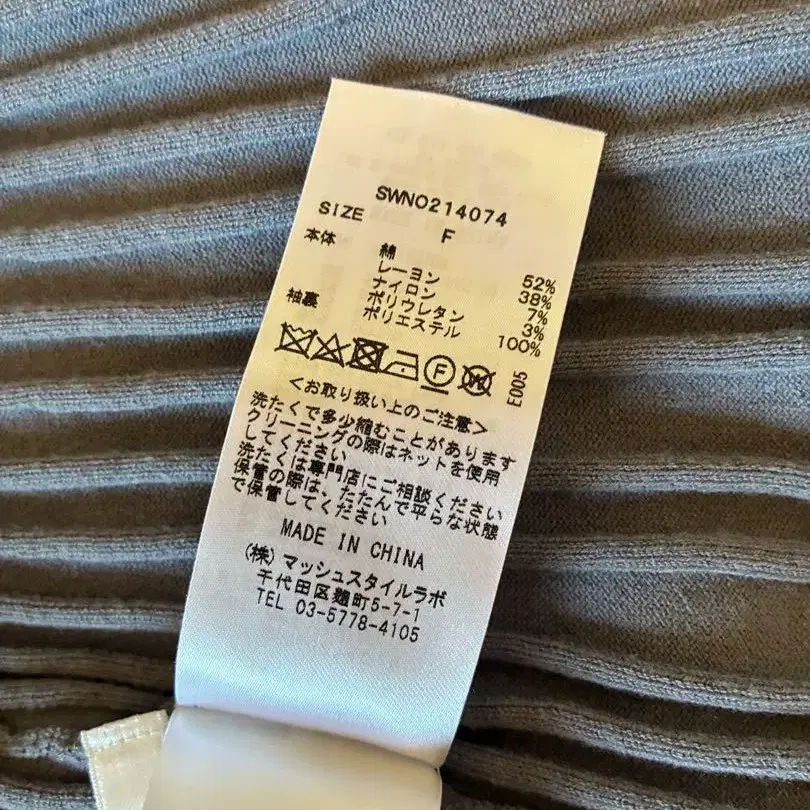 SWNO214074
SIZE F
本体 綿 52%
レーヨン 38%
ナイロン 7%
ポリウレタン 3%
袖裏 ポリエステル 100%
F W E005
<お取り扱い上のご注意>
洗たくで多少縮むことがあります
クリーニングの際はネットを使用
してください
洗たくは専門店にご相談ください
保管の際は、たたんで平らな状態
で保管してください
MADE IN CHINA
(株) マッシュスタイルラボ
千代田区麹町5-7-1
TEL 03-5778-4105